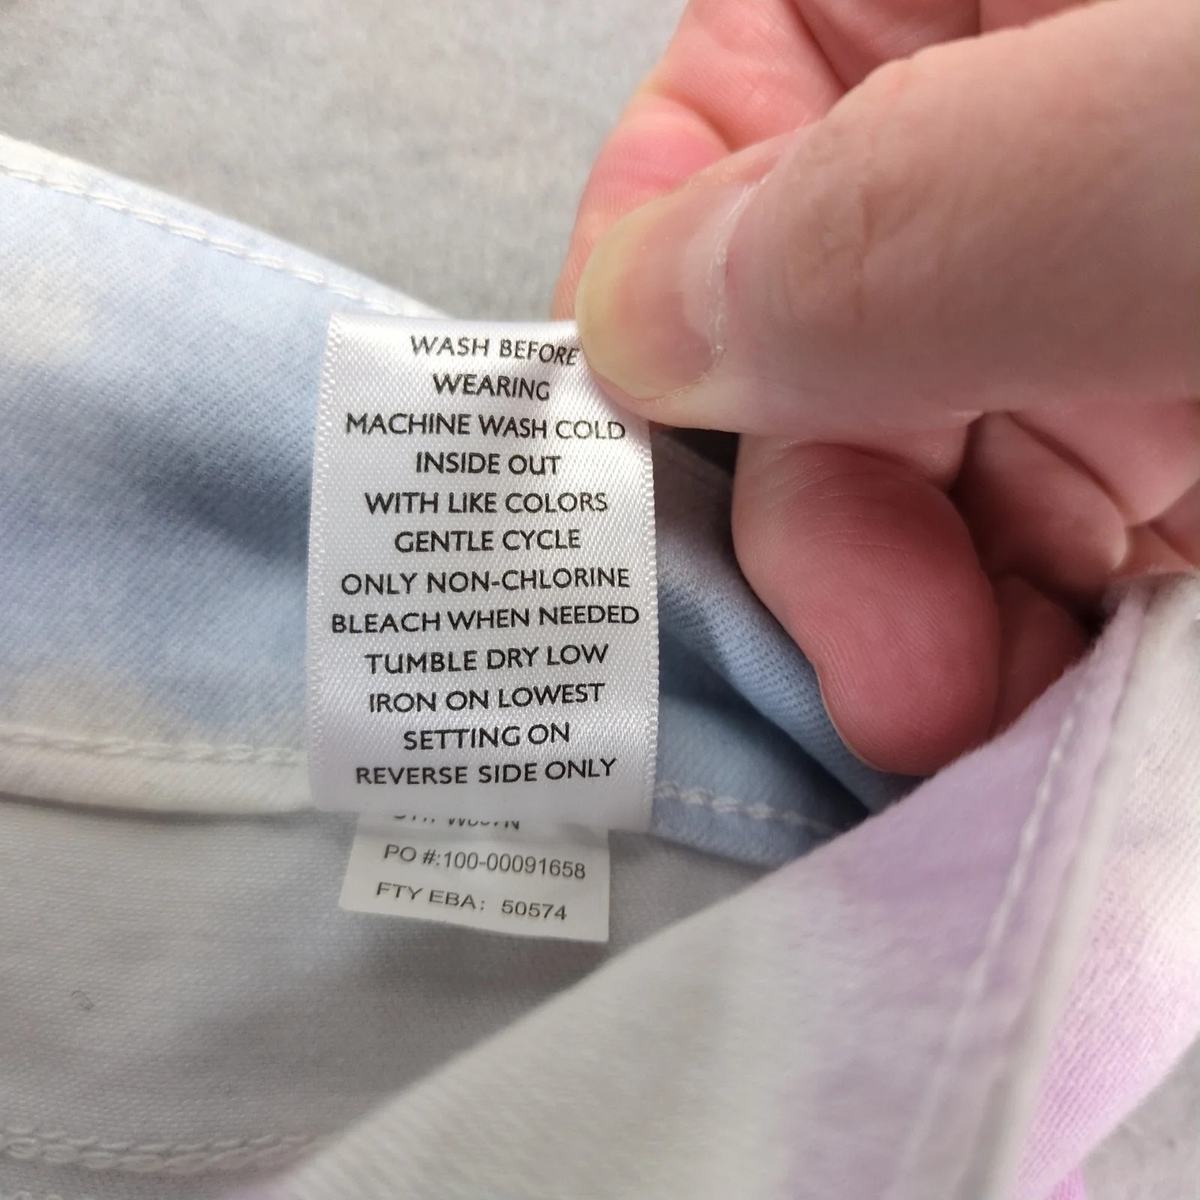 WASH BEFORE
WEARING
MACHINE WASH COLD
INSIDE OUT
WITH LIKE COLORS
GENTLE CYCLE
ONLY NON-CHLORINE
BLEACH WHEN NEEDED
TUMBLE DRY LOW
IRON ON LOWEST
SETTING ON
REVERSE SIDE ONLY
PO #:100-00091658
FTY EBA: 50574